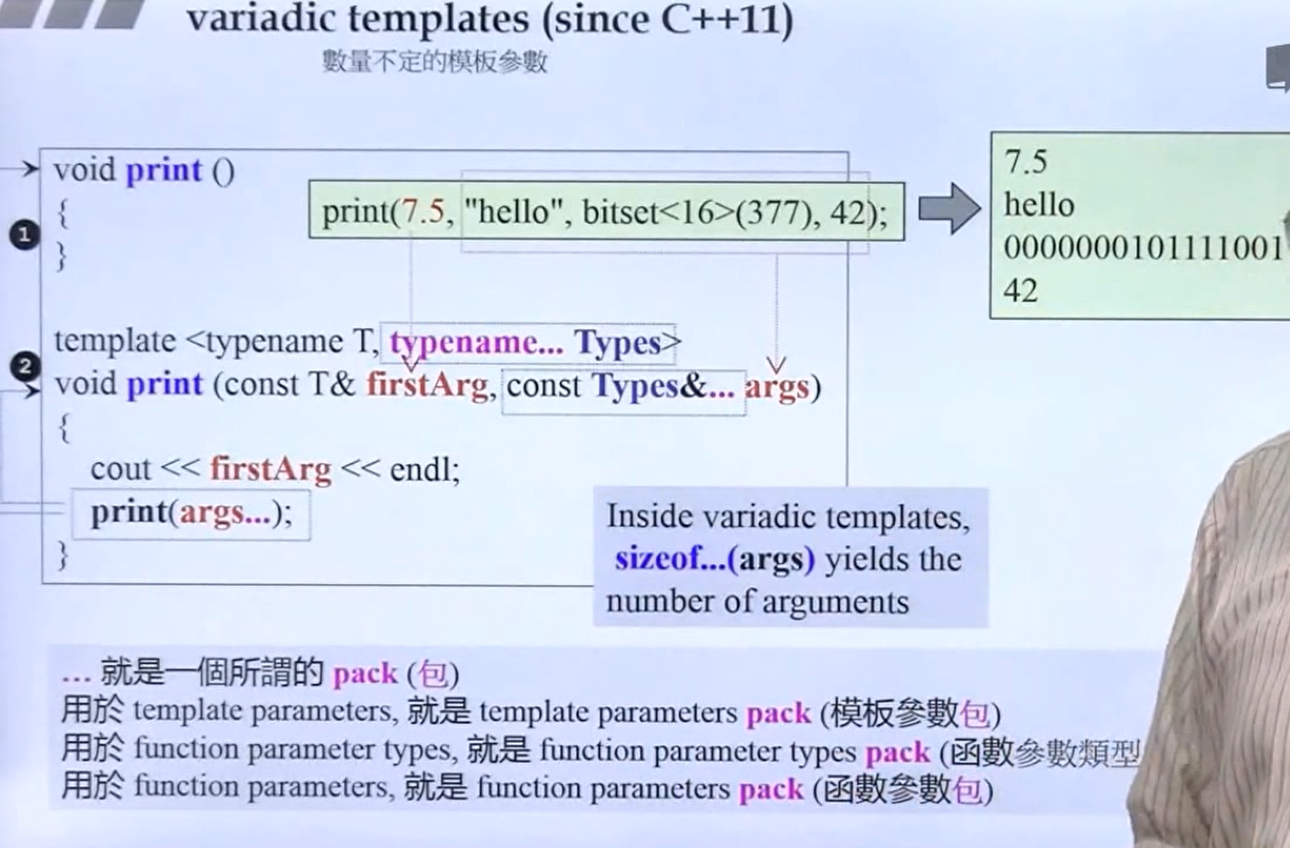 variadic templates (since C++11)
數量不定的模板參數
void print ()
{
}
1
print(7.5, "hello", bitset<16>(377), 42);
7.5
hello
0000000101111001
42
2
template <typename T, typename... Types>
void print (const T& firstArg, const Types&... args)
{
cout << firstArg << endl;
print(args...);
}
Inside variadic templates,
sizeof...(args) yields the
number of arguments
... 就是一個所謂的 pack (包)
用於 template parameters, 就是 template parameters pack (模板參數包)
用於 function parameter types, 就是 function parameter types pack (函數參數類型
用於 function parameters, 就是 function parameters pack (函數參數包)